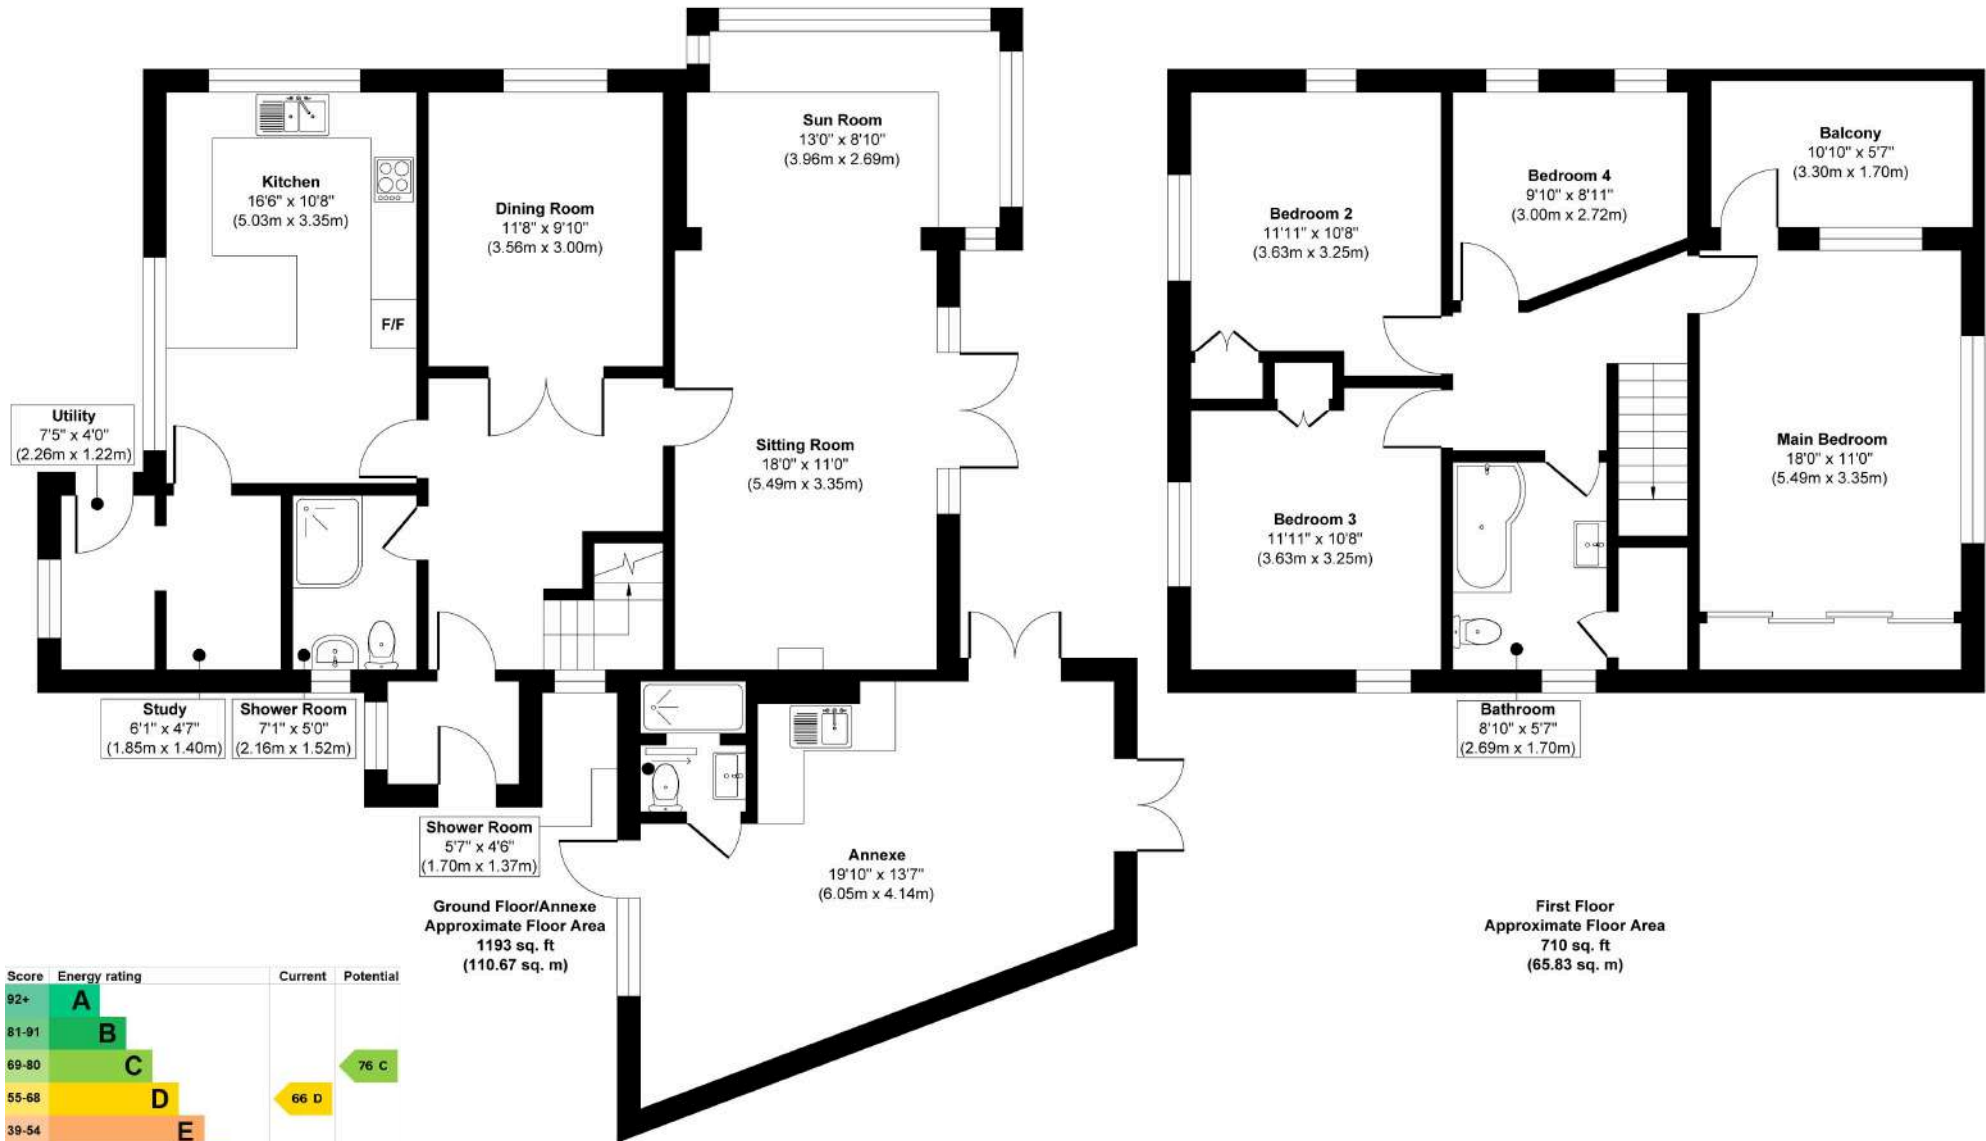 Sun Room
13'0" x 8'10"
(3.96m x 2.69m)
Kitchen
16'6" x 10'8"
(5.03m x 3.35m)
Dining Room
11'8" x 9'10"
(3.56m x 3.00m)
F/F
Utility
7'5" x 4'0"
(2.26m x 1.22m)
Sitting Room
18'0" x 11'0"
(5.49m x 3.35m)
Study
6'1" x 4'7"
(1.85m x 1.40m)
Shower Room
7'1" x 5'0"
(2.16m x 1.52m)
Shower Room
5'7" x 4'6"
(1.70m x 1.37m)
Annexe
19'10" x 13'7"
(6.05m x 4.14m)
Ground Floor/Annexe
Approximate Floor Area
1193 sq. ft
(110.67 sq. m)
Balcony
10'10" x 5'7"
(3.30m x 1.70m)
Bedroom 4
9'10" x 8'11"
(3.00m x 2.72m)
Bedroom 2
11'11" x 10'8"
(3.63m x 3.25m)
Main Bedroom
18'0" x 11'0"
(5.49m x 3.35m)
Bedroom 3
11'11" x 10'8"
(3.63m x 3.25m)
Bathroom
8'10" x 5'7"
(2.69m x 1.70m)
First Floor
Approximate Floor Area
710 sq. ft
(65.83 sq. m)
Score Energy rating Current Potential
92+ A
81-91 B
69-80 C 76 C
55-68 D 66 D
39-54 E